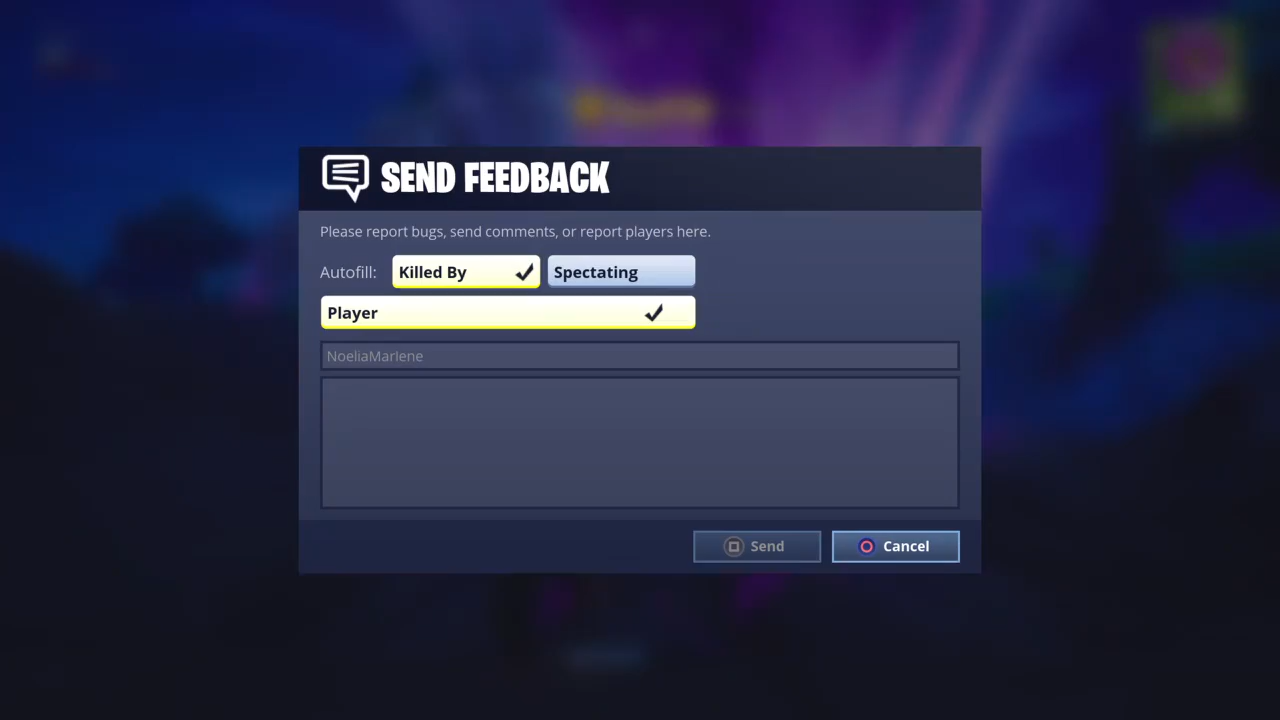 SEND FEEDBACK
Please report bugs, send comments, or report players here.
Autofill: Killed By Spectating
Player
NoeliaMarlene
Send Cancel